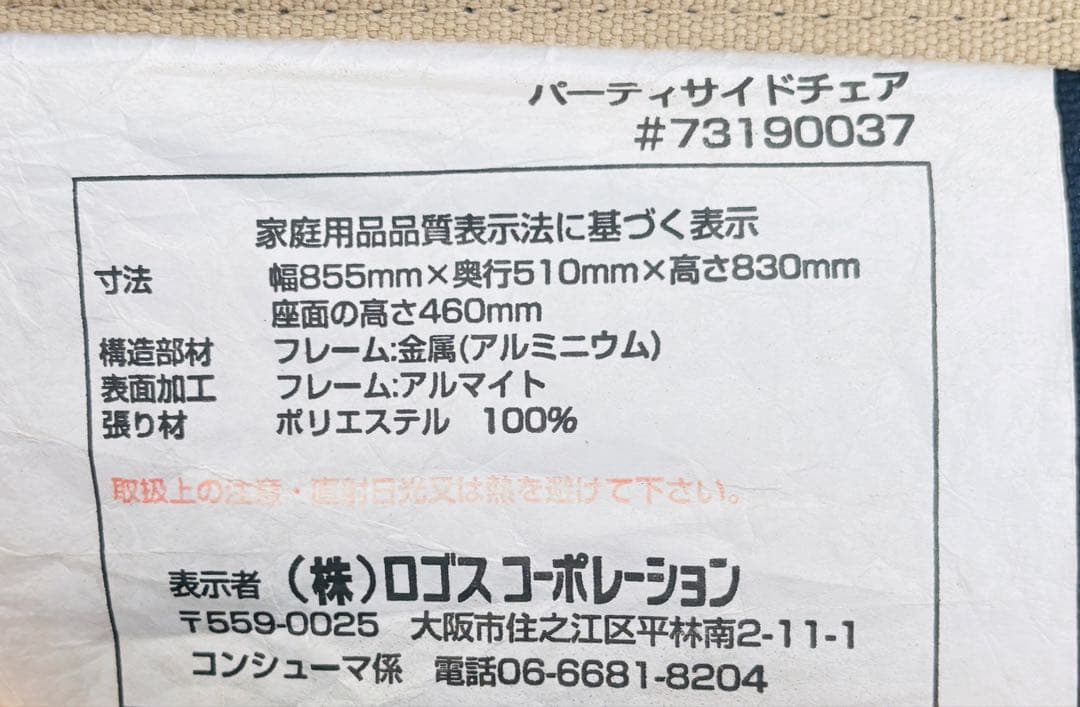 パーティサイドチェア
#73190037
家庭用品品質表示法に基づく表示
寸法 幅855mm×奥行510mm×高さ830mm
座面の高さ460mm
構造部材 フレーム:金属(アルミニウム)
表面加工 フレーム:アルマイト
張り材 ポリエステル 100%
取扱上の注意・直射日光又は熱を避けて下さい。
表示者 (株)ロゴス コーポレーション
〒559-0025 大阪市住之江区平林南2-11-1
コンシューマ係 電話06-6681-8204